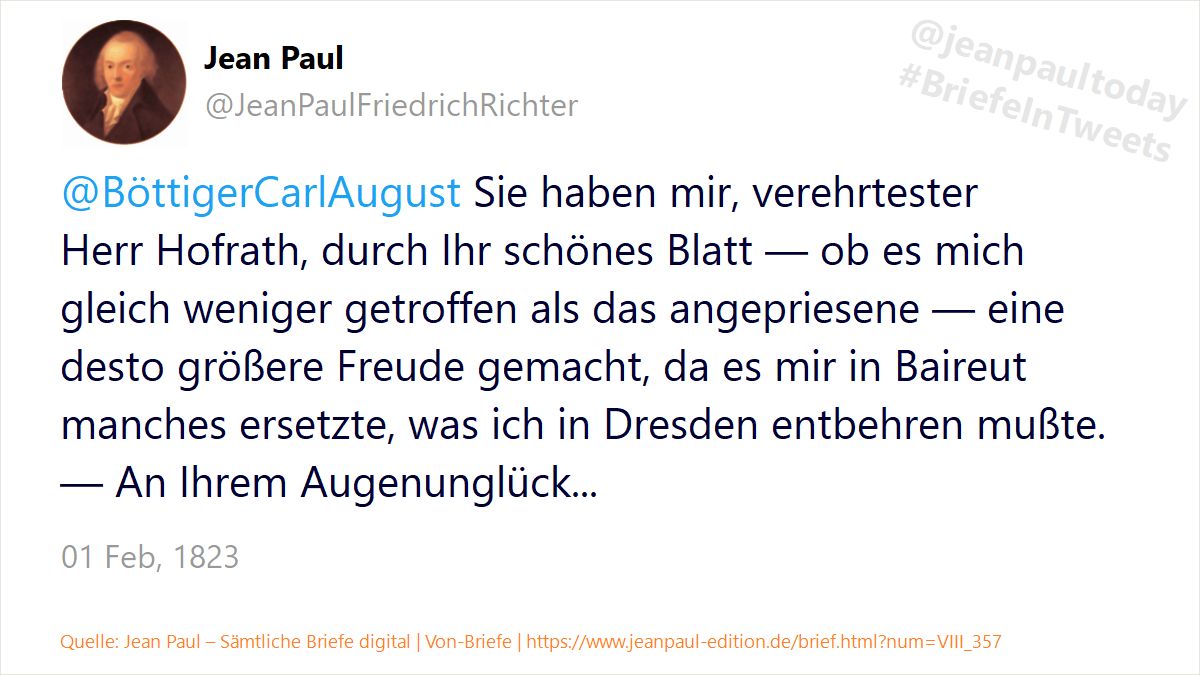 Jean Paul
@JeanPaulFriedrichRichter
@jeanpaultoday
#BriefeInTweets
@BöttigerCarlAugust Sie haben mir, verehrtester
Herr Hofrath, durch Ihr schönes Blatt — ob es mich
gleich weniger getroffen als das angepriesene — eine
desto größere Freude gemacht, da es mir in Baireut
manches ersetzte, was ich in Dresden entbehren mußte.
— An Ihrem Augenunglück...
01 Feb, 1823
Quelle: Jean Paul – Sämtliche Briefe digital | Von-Briefe | https://www.jeanpaul-edition.de/brief.html?num=VIII_357